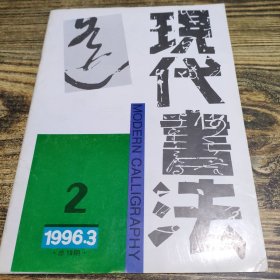 現代書法
MODERN CALLIGRAPHY
2
1996.3